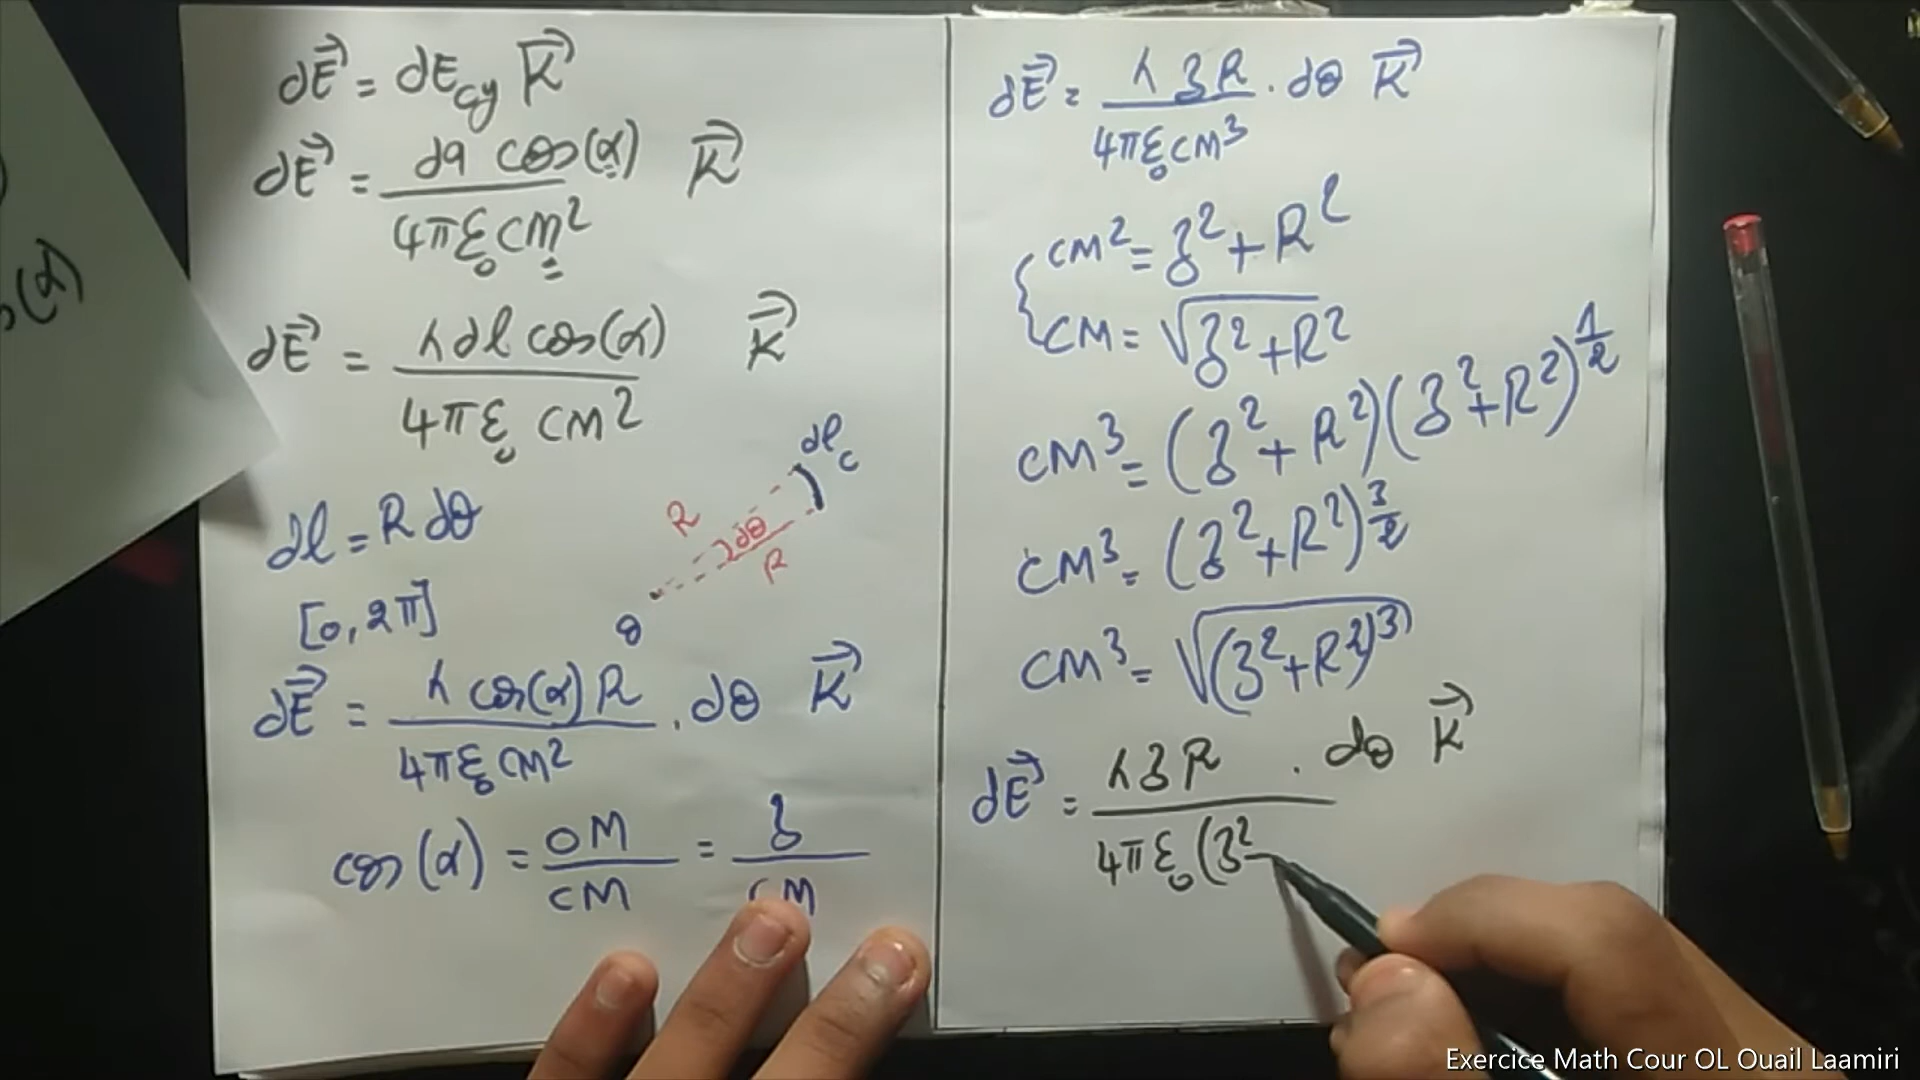 dE⃗ = dE_cy K⃗
dE⃗ = dq cos(α) / 4πε₀CM² K⃗
dE⃗ = λ dl cos(α) / 4πε₀ CM² K⃗
dl = R dθ
[0, 2π]
dl c
R
dθ
R
dE⃗ = λ cos(α) R / 4πε₀ CM² . dθ K⃗
cos(α) = OM / CM = z / CM
dE⃗ = λ z R / 4πε₀CM³ . dθ K⃗
CM² = z² + R²
CM = √z² + R²
CM³ = (z² + R²)(z² + R²)^1/2
CM³ = (z² + R²)^3/2
CM³ = √(z² + R²)³
dE⃗ = λ z R / 4πε₀ (z² . dθ K⃗
(α)
Exercice Math Cour OL Ouail Laamiri